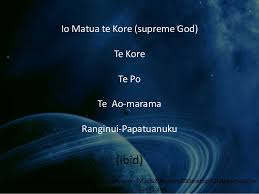 Io Matua te Kore (supreme God)
Te Kore
Te Po
Te Ao-marama
Ranginui-Papatuanuku
(ibid)